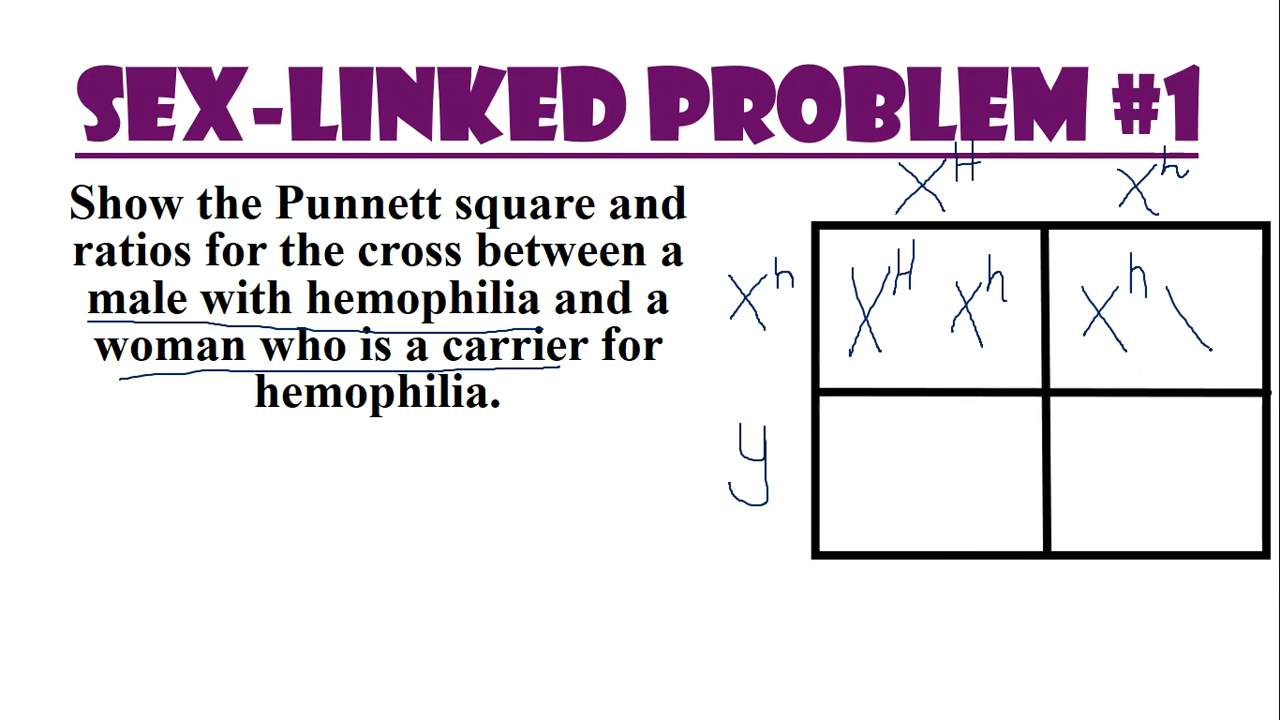 SEX-LINKED PROBLEM #1
Show the Punnett square and
ratios for the cross between a
male with hemophilia and a
woman who is a carrier for
hemophilia.
X^H X^h
X^h X^H X^h X^h \
y